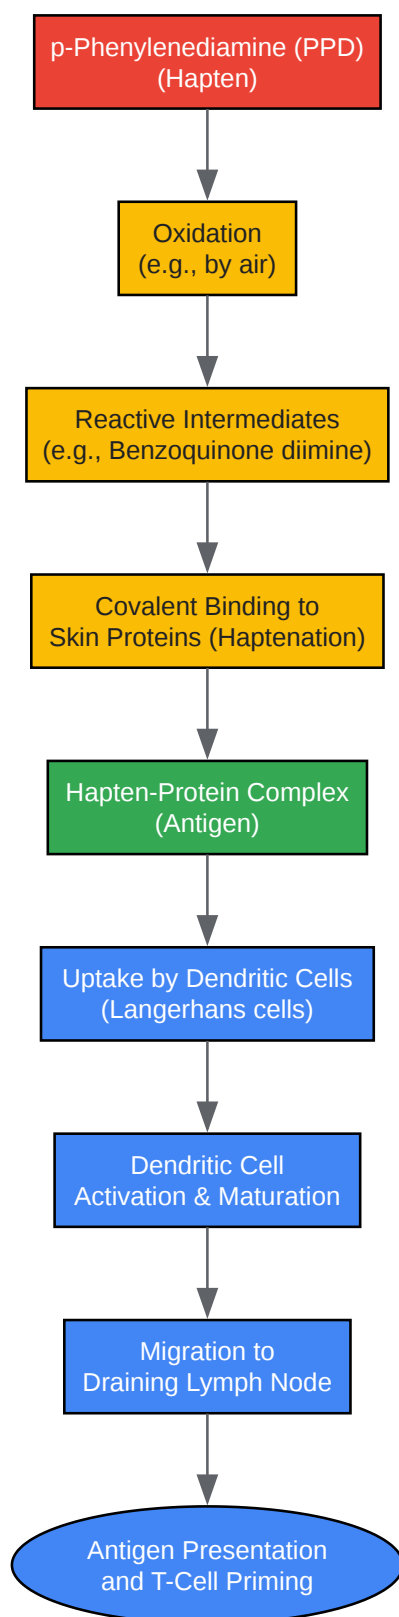 p-Phenylenediamine (PPD)
(Hapten)
Oxidation
(e.g., by air)
Reactive Intermediates
(e.g., Benzoquinone diimine)
Covalent Binding to
Skin Proteins (Haptenation)
Hapten-Protein Complex
(Antigen)
Uptake by Dendritic Cells
(Langerhans cells)
Dendritic Cell
Activation & Maturation
Migration to
Draining Lymph Node
Antigen Presentation
and T-Cell Priming